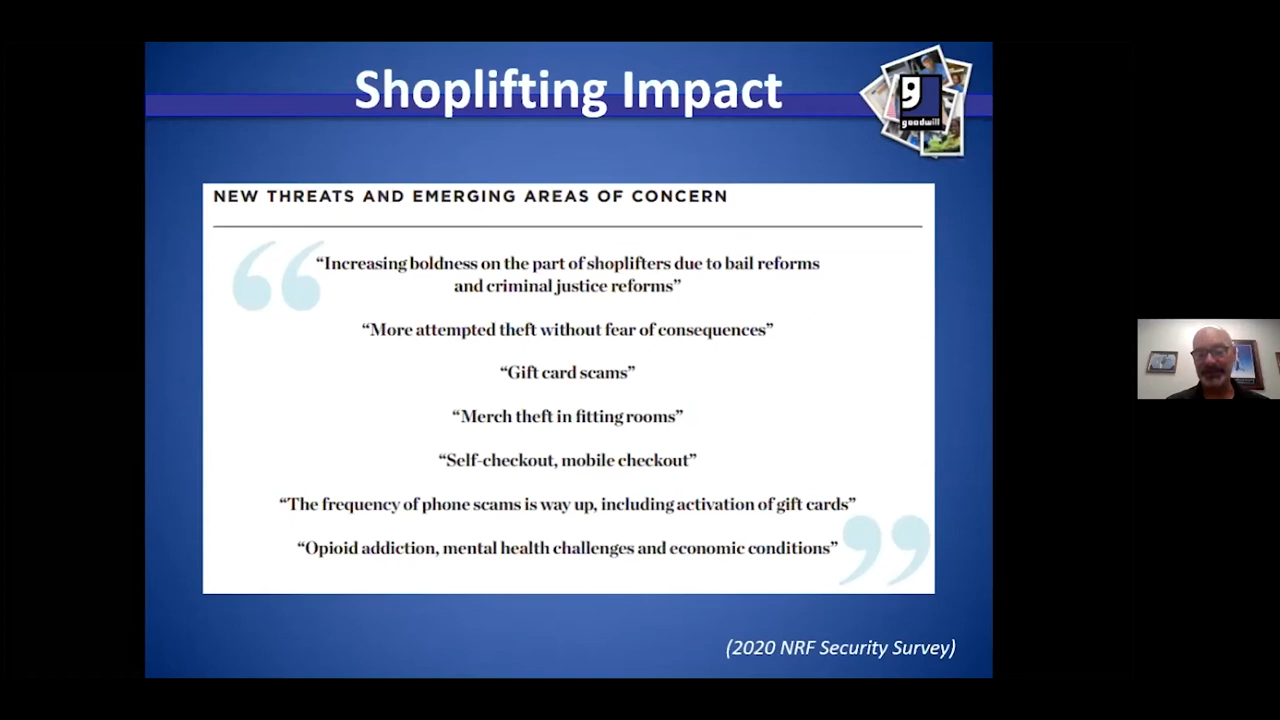 Shoplifting Impact
g
goodwill
NEW THREATS AND EMERGING AREAS OF CONCERN
“Increasing boldness on the part of shoplifters due to bail reforms
and criminal justice reforms”
“More attempted theft without fear of consequences”
“Gift card scams”
“Merch theft in fitting rooms”
“Self-checkout, mobile checkout”
“The frequency of phone scams is way up, including activation of gift cards”
“Opioid addiction, mental health challenges and economic conditions”
(2020 NRF Security Survey)